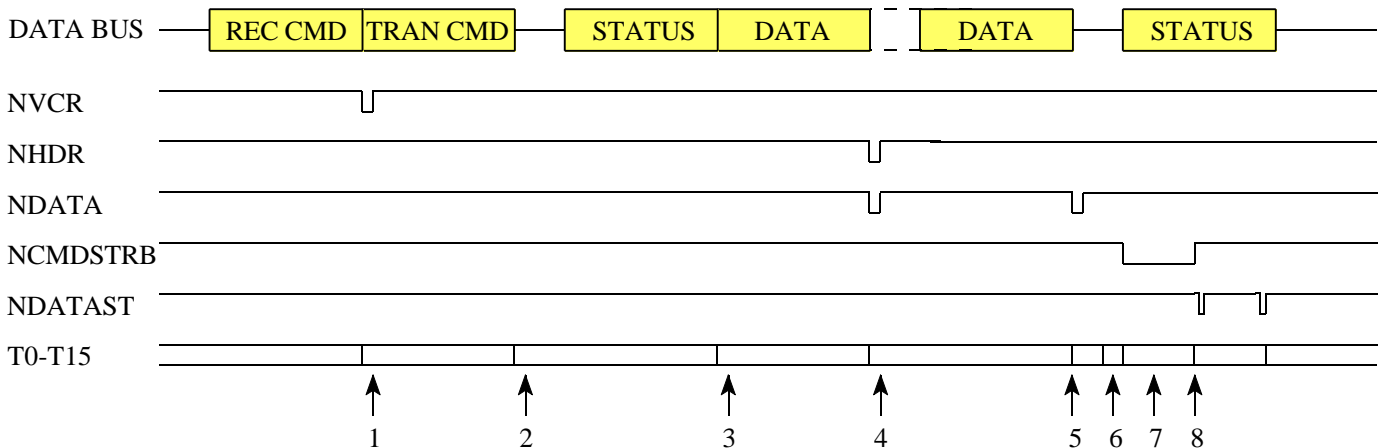 DATA BUS REC CMD TRAN CMD STATUS DATA DATA STATUS
NVCR
NHDR
NDATA
NCMDSTRB
NDATAST
T0-T15
1 2 3 4 5 6 7 8